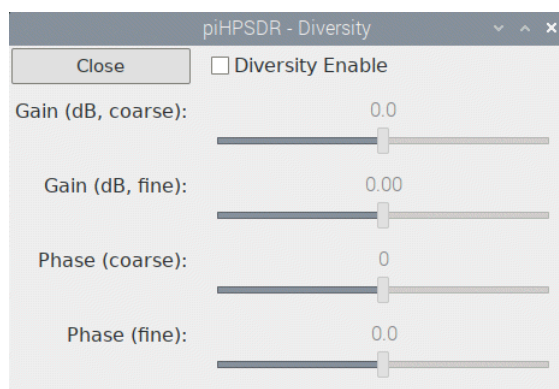 piHPSDR - Diversity
Close
Diversity Enable
Gain (dB, coarse):
0.0
Gain (dB, fine):
0.00
Phase (coarse):
0
Phase (fine):
0.0